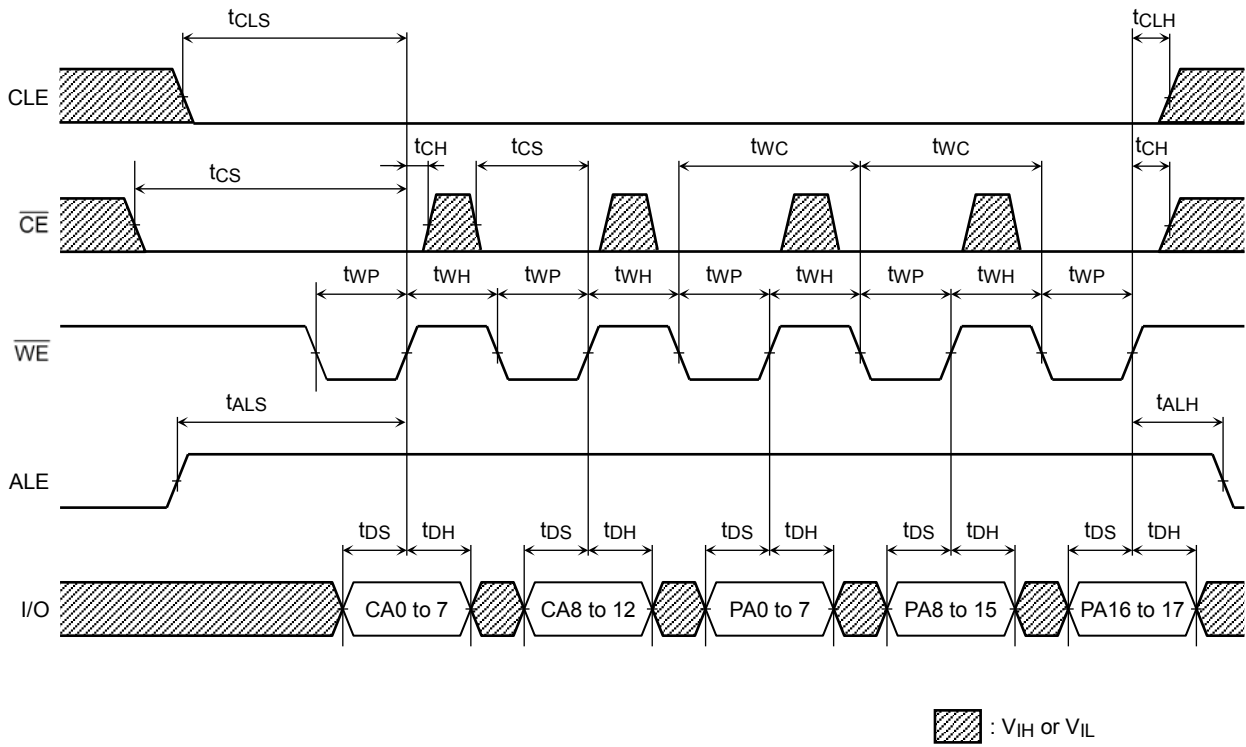 tCLS tCLH
CLE
tCH tCS tWC tWC tCH
tCS
CE
tWP tWH tWP tWH tWP tWH tWP tWH tWP
WE
tALS tALH
ALE
tDS tDH tDS tDH tDS tDH tDS tDH tDS tDH
I/O CA0 to 7 CA8 to 12 PA0 to 7 PA8 to 15 PA16 to 17
: VIH or VIL